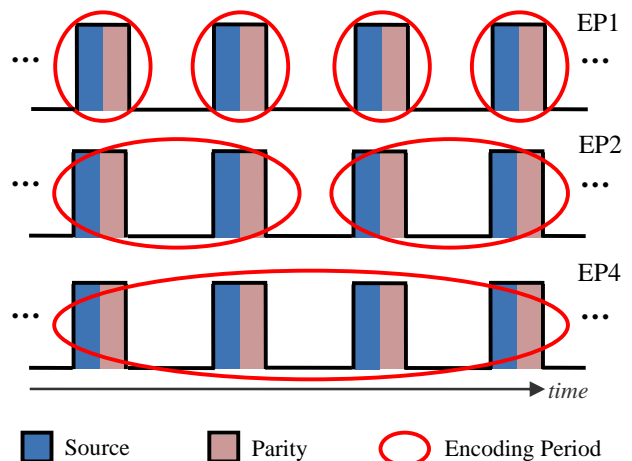 EP1
... ...
EP2
... ...
EP4
... ...
time
Source Parity Encoding Period